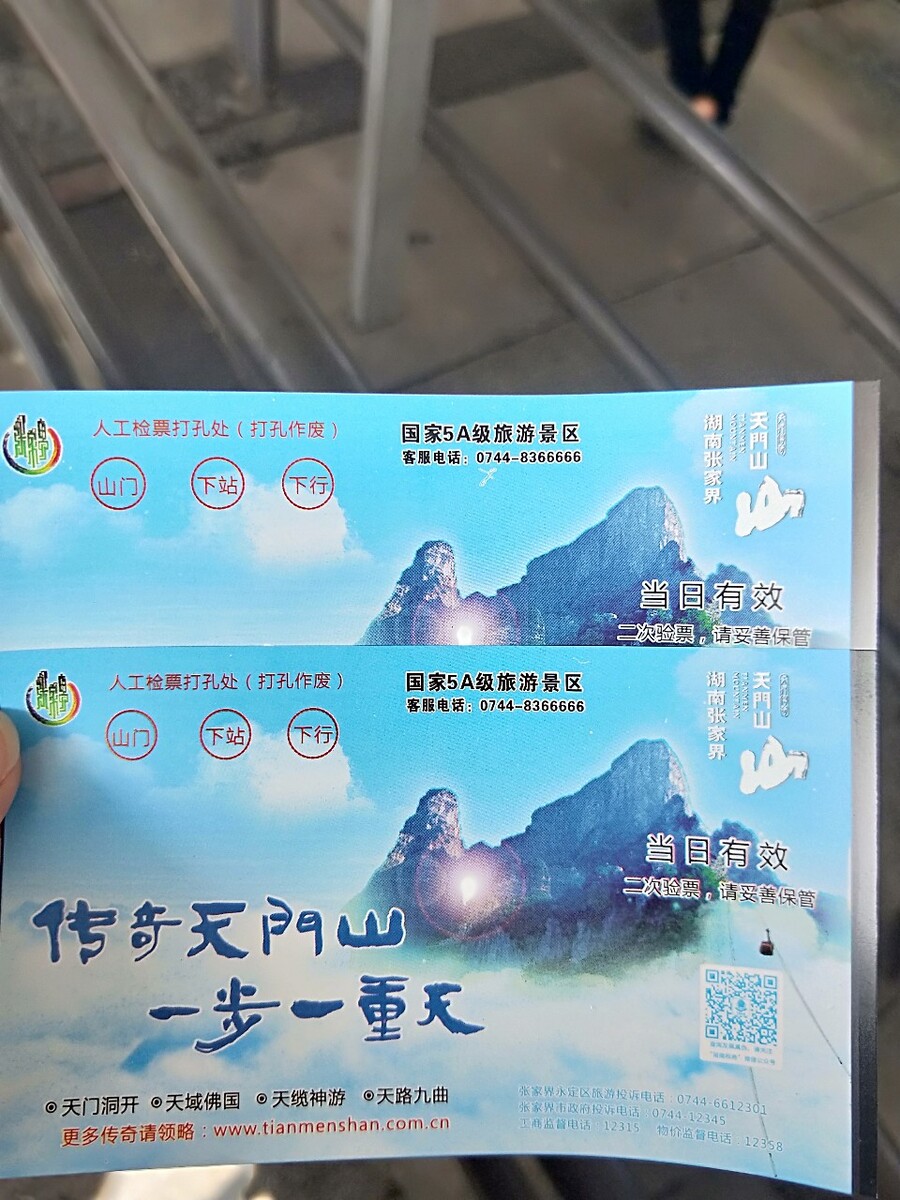 人工检票打孔处（打孔作废）
山门 下站 下行
国家5A级旅游景区
客服电话：0744-8366666
天門山
湖南张家界
当日有效
二次验票，请妥善保管
人工检票打孔处（打孔作废）
山门 下站 下行
国家5A级旅游景区
客服电话：0744-8366666
天門山
湖南张家界
当日有效
二次验票，请妥善保管
传奇天門山
一步一重天
天门洞开 天域佛国 天缆神游 天路九曲
更多传奇请领略：www.tianmenshan.com.cn
张家界永定区旅游投诉电话：0744-6612301
张家界市政府投诉电话 0744-12345
工商监督电话 12315 物价监督电话：12358